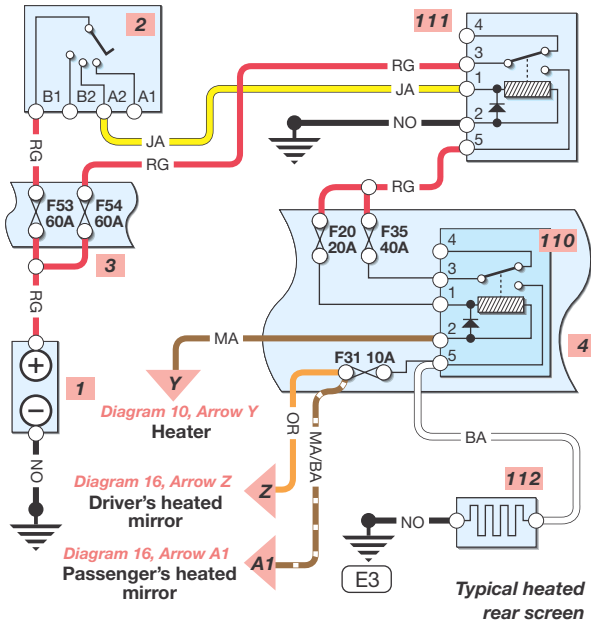 2
111
4
3
RG
1
JA
2
NO
5
B1 B2 A2 A1
RG
JA
RG
RG
F53
60A
F54
60A
3
F20
20A
F35
40A
110
4
3
1
2
5
4
RG
MA
F31 10A
+
−
1
Y
Diagram 10, Arrow Y
Heater
OR
MA/BA
BA
NO
Diagram 16, Arrow Z
Driver's heated
mirror
Z
112
NO
Diagram 16, Arrow A1
Passenger's heated
mirror
A1
E3
Typical heated
rear screen